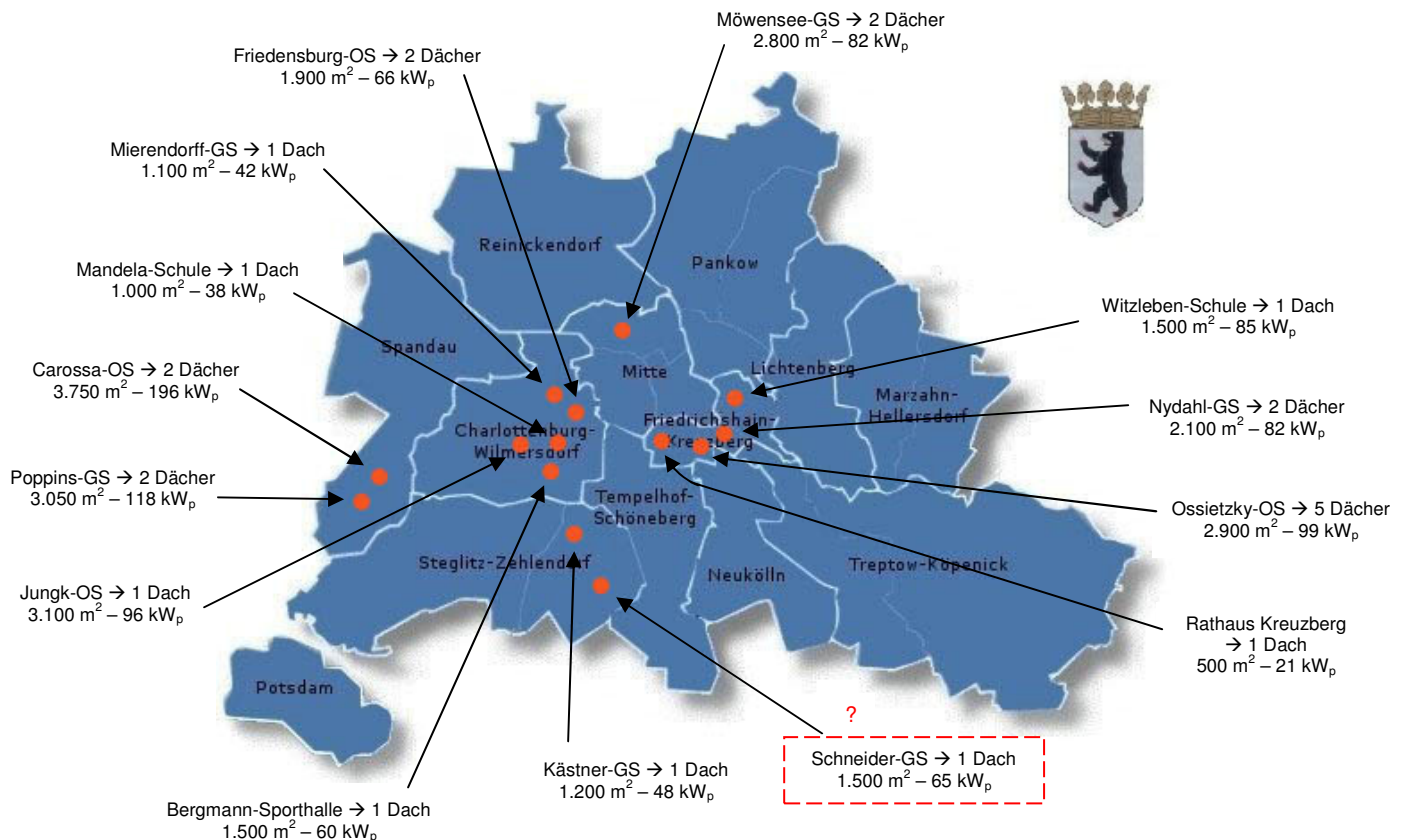 Möwensee-GS → 2 Dächer
2.800 m² – 82 kWₚ
Friedensburg-OS → 2 Dächer
1.900 m² – 66 kWₚ
Mierendorff-GS → 1 Dach
1.100 m² – 42 kWₚ
Mandela-Schule → 1 Dach
1.000 m² – 38 kWₚ
Carossa-OS → 2 Dächer
3.750 m² – 196 kWₚ
Poppins-GS → 2 Dächer
3.050 m² – 118 kWₚ
Jungk-OS → 1 Dach
3.100 m² – 96 kWₚ
Bergmann-Sporthalle → 1 Dach
1.500 m² – 60 kWₚ
Kästner-GS → 1 Dach
1.200 m² – 48 kWₚ
?
Schneider-GS → 1 Dach
1.500 m² – 65 kWₚ
Rathaus Kreuzberg
→ 1 Dach
500 m² – 21 kWₚ
Ossietzky-OS → 5 Dächer
2.900 m² – 99 kWₚ
Nydahl-GS → 2 Dächer
2.100 m² – 82 kWₚ
Witzleben-Schule → 1 Dach
1.500 m² – 85 kWₚ
Reinickendorf
Pankow
Spandau
Mitte
Lichtenberg
Marzahn-
Hellersdorf
Charlottenburg-
Wilmersdorf
Friedrichshain-
Kreuzberg
Tempelhof-
Schöneberg
Steglitz-Zehlendorf
Neukölln
Treptow-Köpenick
Potsdam